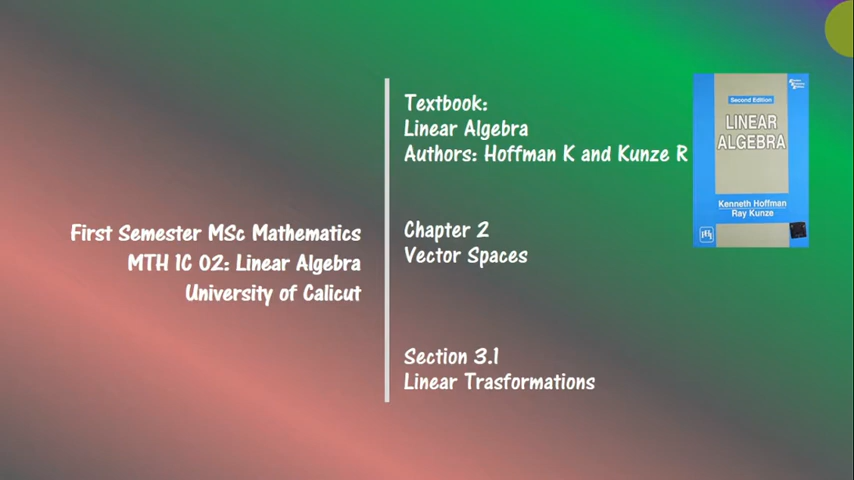 First Semester MSc Mathematics
MTH 1C 02: Linear Algebra
University of Calicut
Textbook:
Linear Algebra
Authors: Hoffman K and Kunze R
Chapter 2
Vector Spaces
Section 3.1
Linear Trasformations
Second Edition
LINEAR
ALGEBRA
Kenneth Hoffman
Ray Kunze